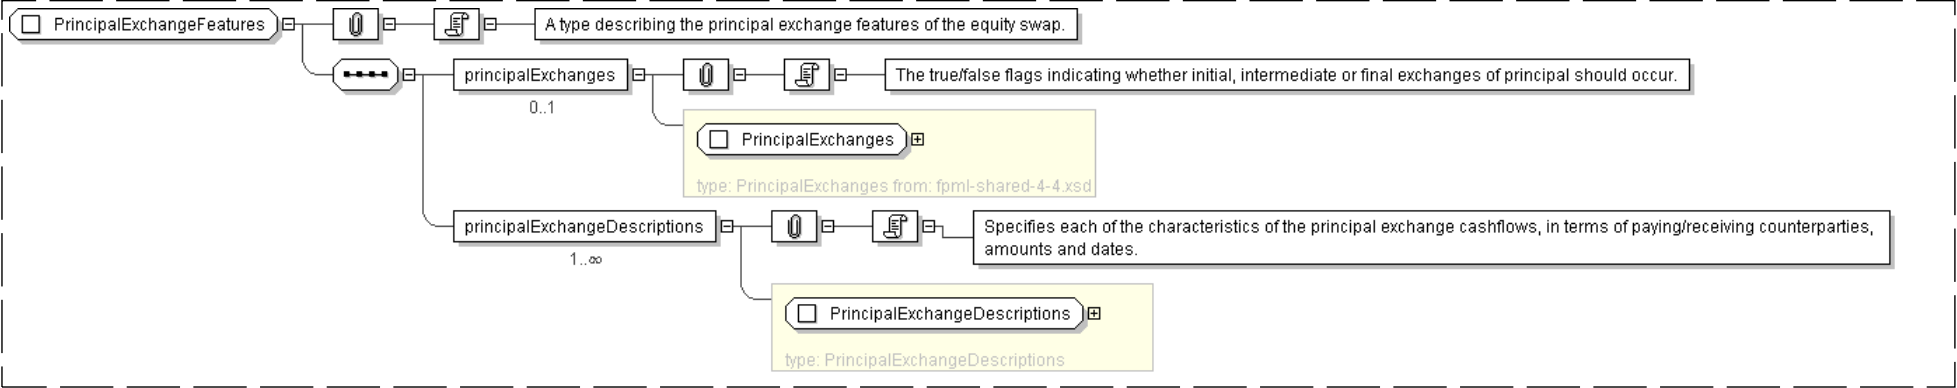 PrincipalExchangeFeatures
A type describing the principal exchange features of the equity swap.
principalExchanges
The true/false flags indicating whether initial, intermediate or final exchanges of principal should occur.
0..1
PrincipalExchanges
type: PrincipalExchanges from: fpml-shared-4-4.xsd
principalExchangeDescriptions
Specifies each of the characteristics of the principal exchange cashflows, in terms of paying/receiving counterparties,
amounts and dates.
1..∞
PrincipalExchangeDescriptions
type: PrincipalExchangeDescriptions